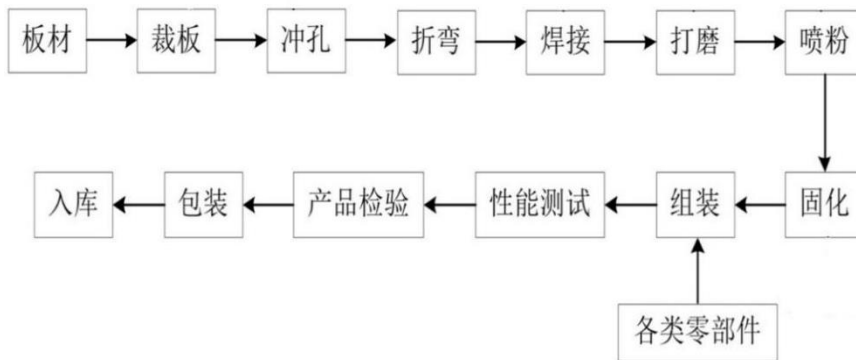 板材
裁板
冲孔
折弯
焊接
打磨
喷粉
固化
组装
性能测试
产品检验
包装
入库
各类零部件